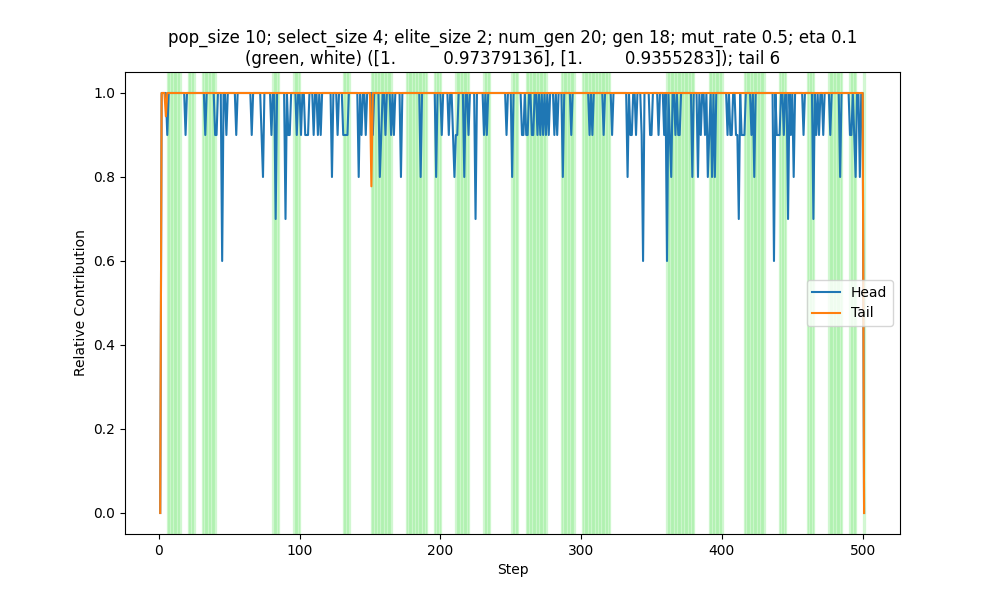 pop_size 10; select_size 4; elite_size 2; num_gen 20; gen 18; mut_rate 0.5; eta 0.1
(green, white) ([1.         0.97379136], [1.        0.9355283]); tail 6
1.0
0.8
0.6
0.4
0.2
0.0
Relative Contribution
Head
Tail
0
100
200
300
400
500
Step